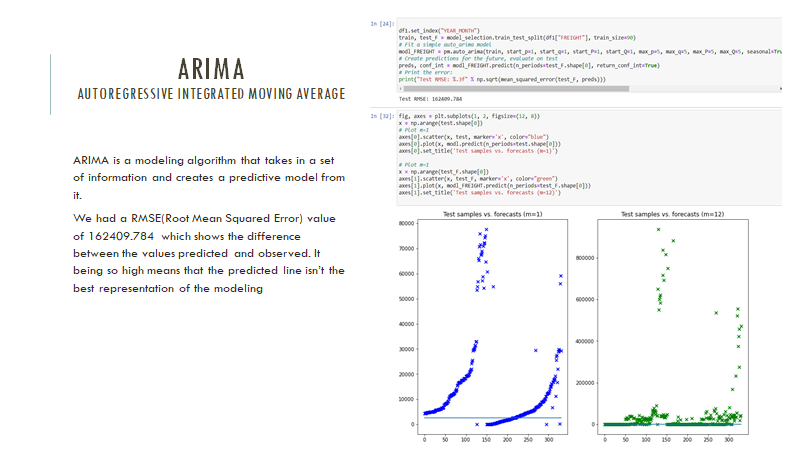 ARIMA
AUTOREGRESSIVE INTEGRATED MOVING AVERAGE
ARIMA is a modeling algorithm that takes in a set
of information and creates a predictive model from
it.
We had a RMSE(Root Mean Squared Error) value
of 162409.784 which shows the difference
between the values predicted and observed. It
being so high means that the predicted line isn't the
best representation of the modeling
In [24]:
df1.set_index("YEAR_MONTH")
train, test_F = model_selection.train_test_split(df1["FREIGHT"], train_size=90)
# Fit a simple auto_arima model
modl_FREIGHT = pm.auto_arima(train, start_p=1, start_q=1, start_P=1, start_Q=1, max_p=5, max_q=5, max_P=5, max_Q=5, seasonal=Tru
# Create predictions for the future, evaluate on test
preds, conf_int = modl_FREIGHT.predict(n_periods=test_F.shape[0], return_conf_int=True)
# Print the error:
print("Test RMSE: %.3f" % np.sqrt(mean_squared_error(test_F, preds)))
Test RMSE: 162409.784
In [32]:
fig, axes = plt.subplots(1, 2, figsize=(12, 8))
x = np.arange(test.shape[0])
# Plot m=1
axes[0].scatter(x, test, marker='x', color="blue")
axes[0].plot(x, modl.predict(n_periods=test.shape[0]))
axes[0].set_title('Test samples vs. forecasts (m=1)')
# Plot m=1
x = np.arange(test_F.shape[0])
axes[1].scatter(x, test_F, marker='x', color="green")
axes[1].plot(x, modl_FREIGHT.predict(n_periods=test_F.shape[0]))
axes[1].set_title('Test samples vs. forecasts (m=12)')
Test samples vs. forecasts (m=1)
80000
70000
60000
50000
40000
30000
20000
10000
0
0 50 100 150 200 250 300
Test samples vs. forecasts (m=12)
800000
600000
400000
200000
0
0 50 100 150 200 250 300